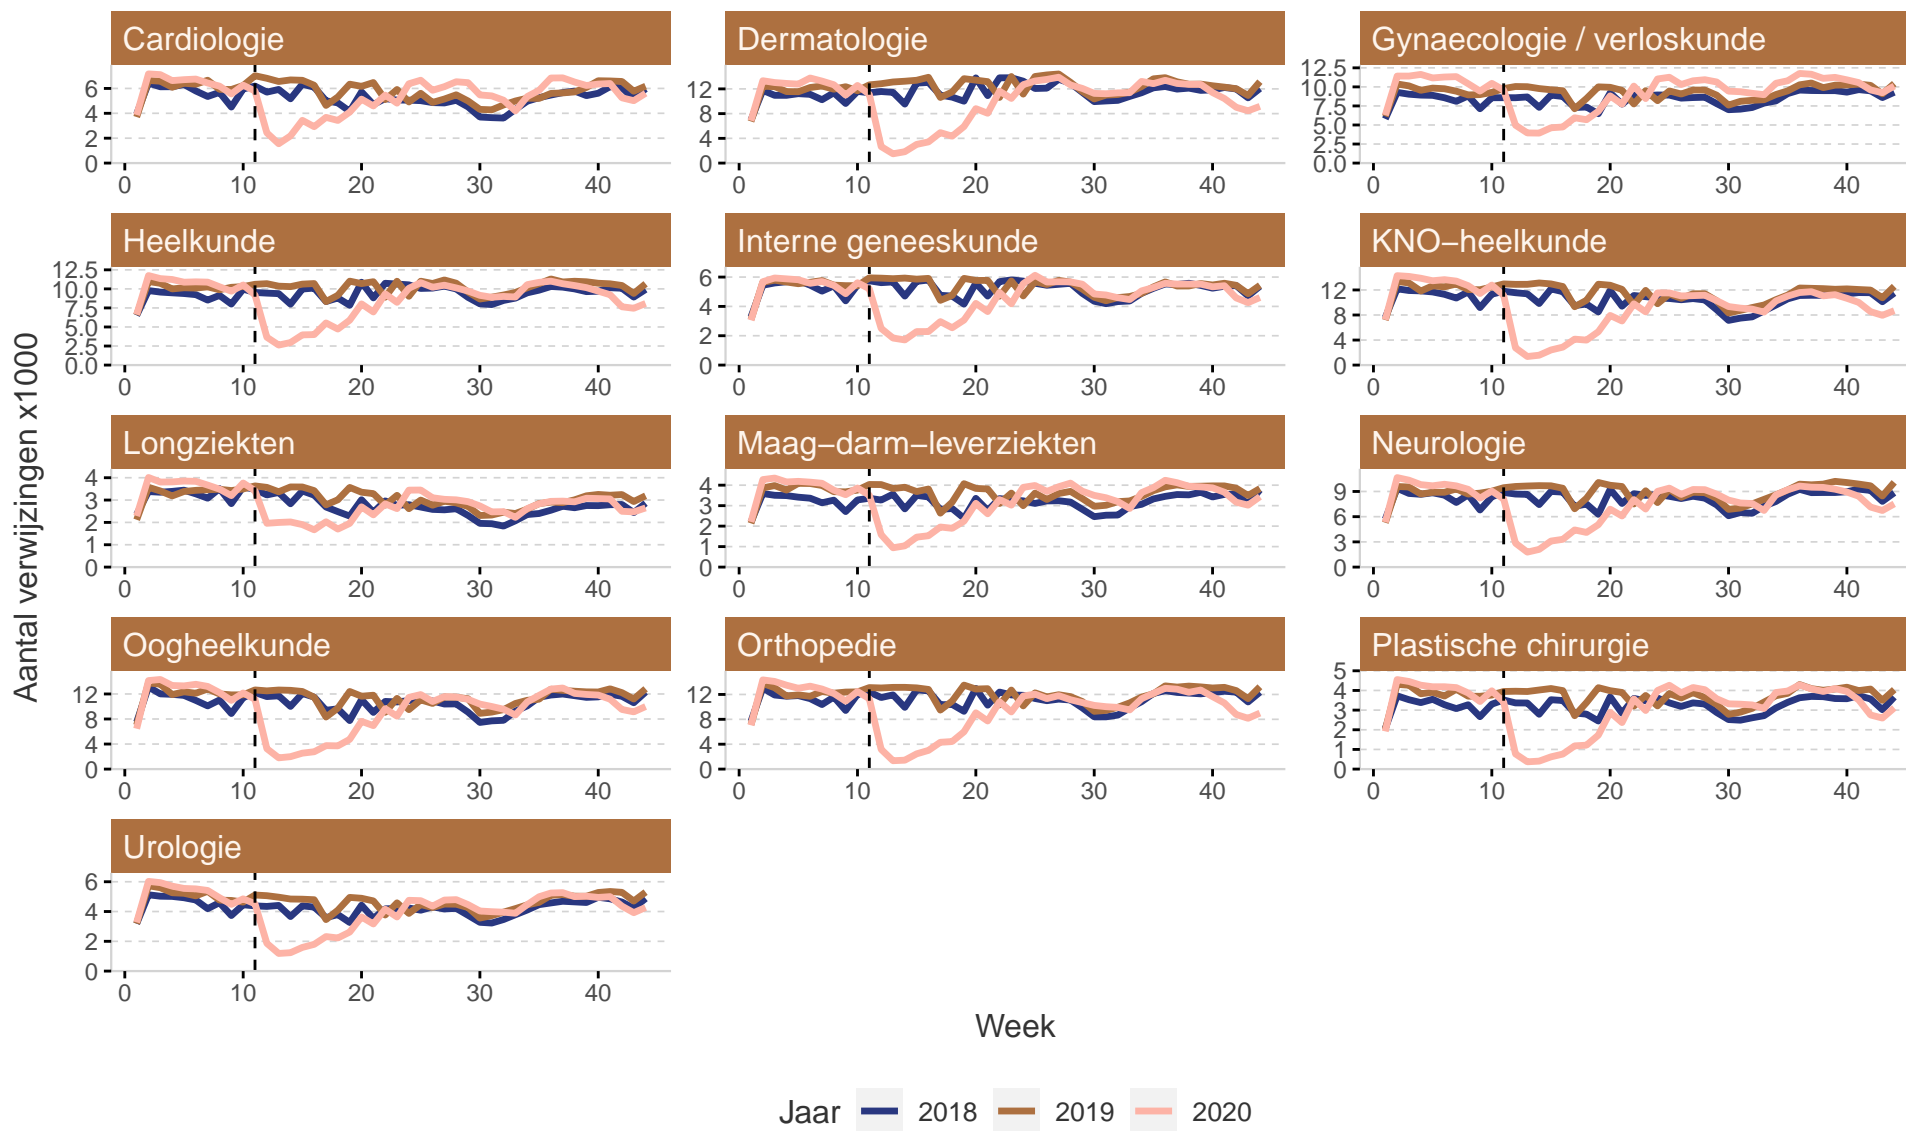 Cardiologie
Dermatologie
Gynaecologie / verloskunde
6
4
2
0
0 10 20 30 40
12
8
4
0
0 10 20 30 40
12.5
10.0
7.5
5.0
2.5
0.0
0 10 20 30 40
Heelkunde
Interne geneeskunde
KNO−heelkunde
12.5
10.0
7.5
5.0
2.5
0.0
0 10 20 30 40
6
4
2
0
0 10 20 30 40
12
8
4
0
0 10 20 30 40
Aantal verwijzingen x1000
Longziekten
Maag−darm−leverziekten
Neurologie
4
3
2
1
0
0 10 20 30 40
4
3
2
1
0
0 10 20 30 40
9
6
3
0
0 10 20 30 40
Oogheelkunde
Orthopedie
Plastische chirurgie
12
8
4
0
0 10 20 30 40
12
8
4
0
0 10 20 30 40
5
4
3
2
1
0
0 10 20 30 40
Urologie
6
4
2
0
0 10 20 30 40
Week
Jaar 2018 2019 2020